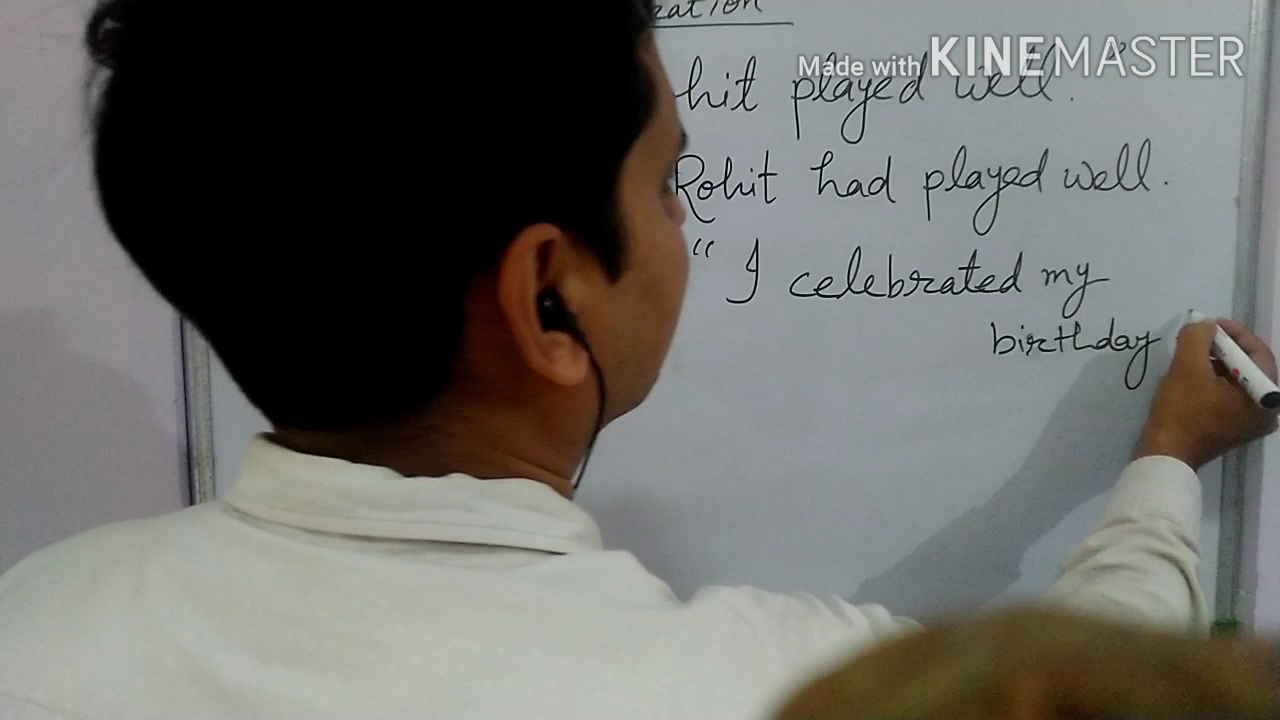 Made with KINEMASTER
hit played well."
Rohit had played well.
" I celebrated my
birthday